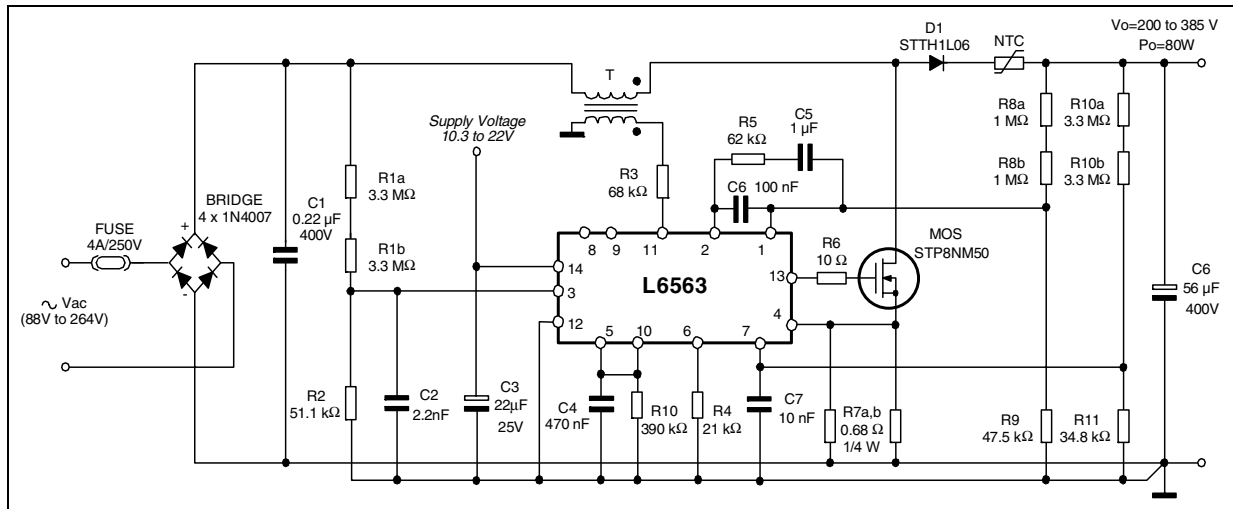 D1
STTH1L06
NTC
Vo=200 to 385 V
Po=80W
T
Supply Voltage
10.3 to 22V
R5
62 kΩ
C5
1 µF
R8a
1 MΩ
R10a
3.3 MΩ
R1a
3.3 MΩ
R3
68 kΩ
C6
100 nF
R8b
1 MΩ
R10b
3.3 MΩ
BRIDGE
4 x 1N4007
+
-
C1
0.22 µF
400V
FUSE
4A/250V
R1b
3.3 MΩ
8
9
11
2
1
R6
10 Ω
MOS
STP8NM50
14
3
12
L6563
13
4
C6
56 µF
400V
~ Vac
(88V to 264V)
5
10
6
7
R2
51.1 kΩ
C2
2.2nF
C3
22µF
25V
C4
470 nF
R10
390 kΩ
R4
21 kΩ
C7
10 nF
R7a,b
0.68 Ω
1/4 W
R9
47.5 kΩ
R11
34.8 kΩ